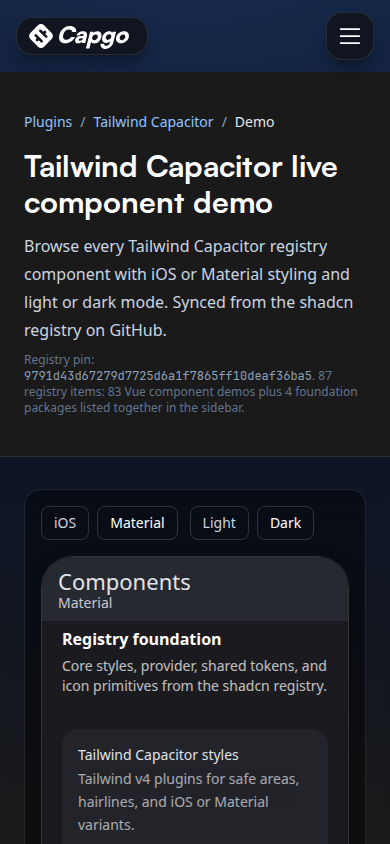 Capgo
Plugins / Tailwind Capacitor / Demo
Tailwind Capacitor live
component demo
Browse every Tailwind Capacitor registry
component with iOS or Material styling and
light or dark mode. Synced from the shadcn
registry on GitHub.
Registry pin:
9791d43d67279d7725d6a1f7865ff10deaf36ba5. 87
registry items: 83 Vue component demos plus 4 foundation
packages listed together in the sidebar.
iOS Material Light Dark
Components
Material
Registry foundation
Core styles, provider, shared tokens, and
icon primitives from the shadcn registry.
Tailwind Capacitor styles
Tailwind v4 plugins for safe areas,
hairlines, and iOS or Material
variants.